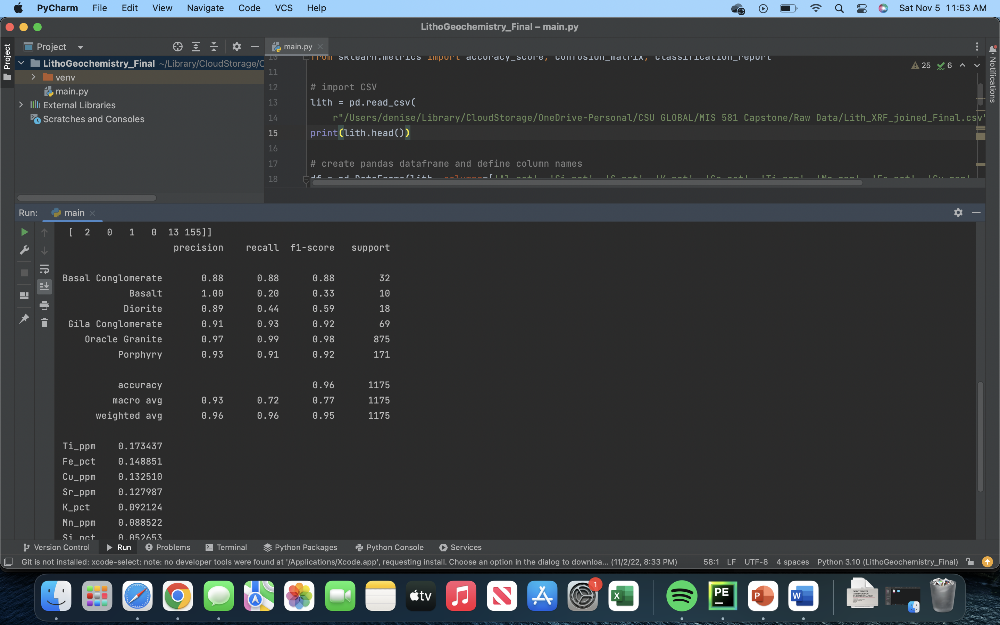 PyCharm File Edit View Navigate Code VCS Help Sat Nov 5 11:53 AM
LithoGeochemistry_Final – main.py
Project
Project
main.py
LithoGeochemistry_Final ~/Library/CloudStorage/O
venv
main.py
External Libraries
Scratches and Consoles
10 from sklearn.metrics import accuracy_score, confusion_matrix, classification_report
25 6
11
12 # import CSV
13 lith = pd.read_csv(
14 r"/Users/denise/Library/CloudStorage/OneDrive-Personal/CSU GLOBAL/MIS 581 Capstone/Raw Data/Lith_XRF_joined_Final.csv"
15 print(lith.head())
16
17 # create pandas dataframe and define column names
18 df = pd.DataFrame(lith, columns=['Al_pct', 'Si_pct', 'S_pct', 'K_pct', 'Ca_pct', 'Ti_ppm', 'Mn_ppm', 'Fe_pct', 'Cu_ppm'
Notifications
Run: main
[ 2 0 1 0 13 155]]
precision recall f1-score support
Basal Conglomerate 0.88 0.88 0.88 32
Basalt 1.00 0.20 0.33 10
Diorite 0.89 0.44 0.59 18
Gila Conglomerate 0.91 0.93 0.92 69
Oracle Granite 0.97 0.99 0.98 875
Porphyry 0.93 0.91 0.92 171
accuracy 0.96 1175
macro avg 0.93 0.72 0.77 1175
weighted avg 0.96 0.96 0.95 1175
Ti_ppm 0.173437
Fe_pct 0.148851
Cu_ppm 0.132510
Sr_ppm 0.127987
K_pct 0.092124
Mn_ppm 0.088522
Si_pct 0.052653
Version Control Run Problems Terminal Python Packages Python Console Services
Git is not installed: xcode-select: note: no developer tools were found at '/Applications/Xcode.app', requesting install. Choose an option in the dialog to downloa... (11/2/22, 8:33 PM) 58:1 LF UTF-8 4 spaces Python 3.10 (LithoGeochemistry_Final)
tv
1
X
PE
P
W
WHAT SHAPES
ATTITUDES ON
CLIMATE CHANGE?